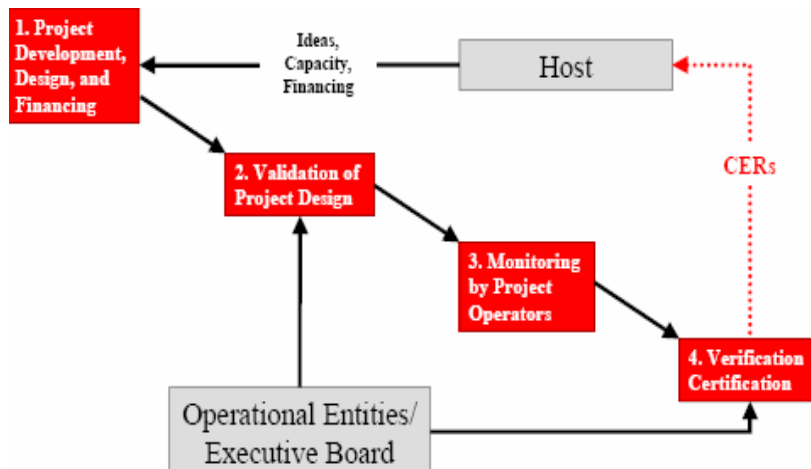 1. Project
Development,
Design, and
Financing
Ideas,
Capacity,
Financing
Host
CERs
2. Validation of
Project Design
3. Monitoring
by Project
Operators
4. Verification
Certification
Operational Entities/
Executive Board